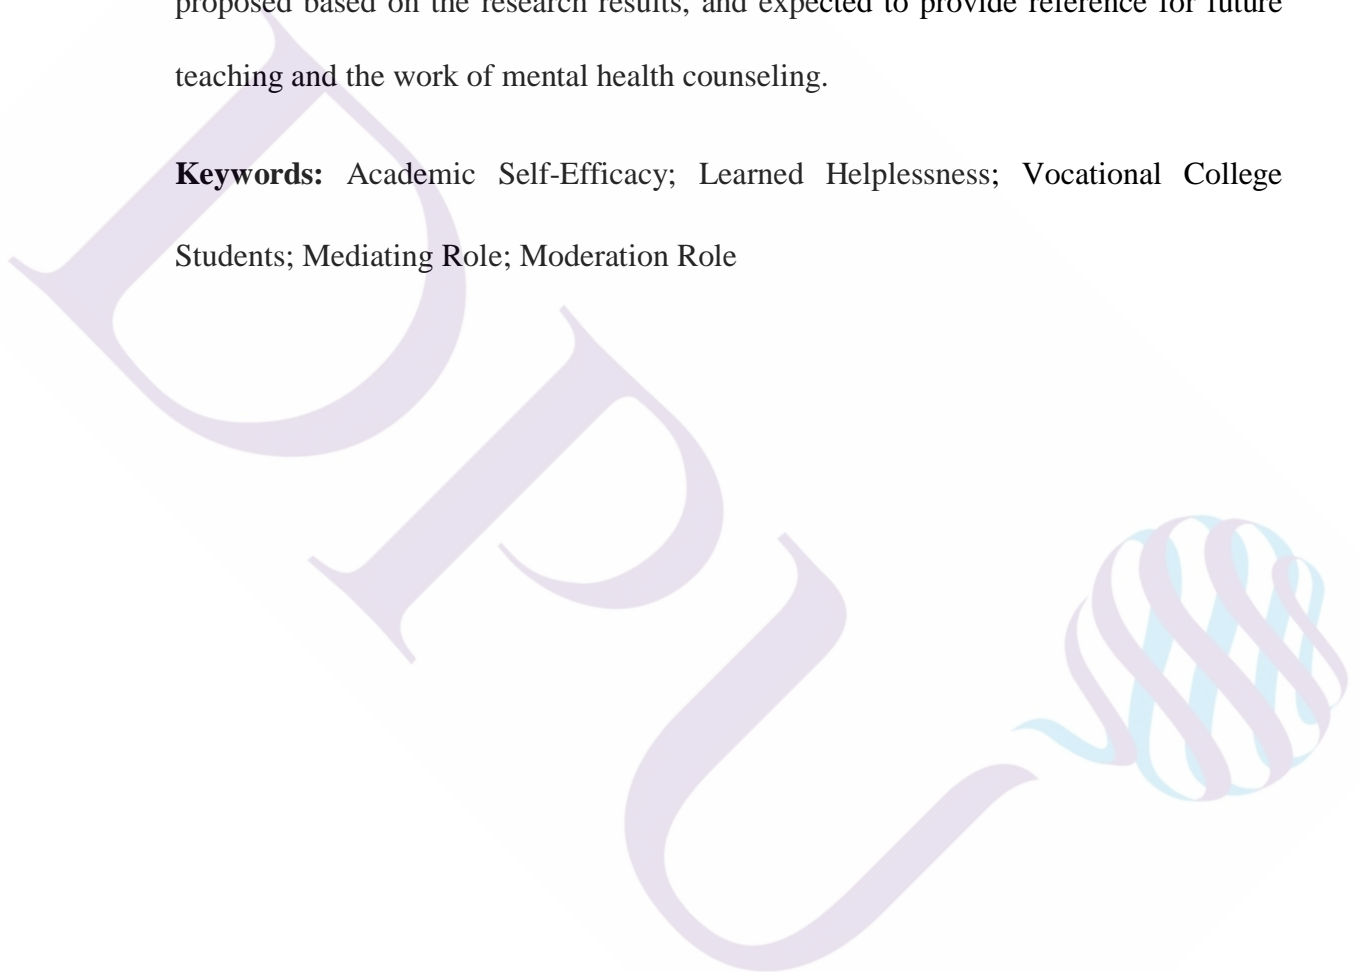 proposed based on the research results, and expected to provide reference for future
teaching and the work of mental health counseling.
Keywords: Academic Self-Efficacy; Learned Helplessness; Vocational College
Students; Mediating Role; Moderation Role
DPU